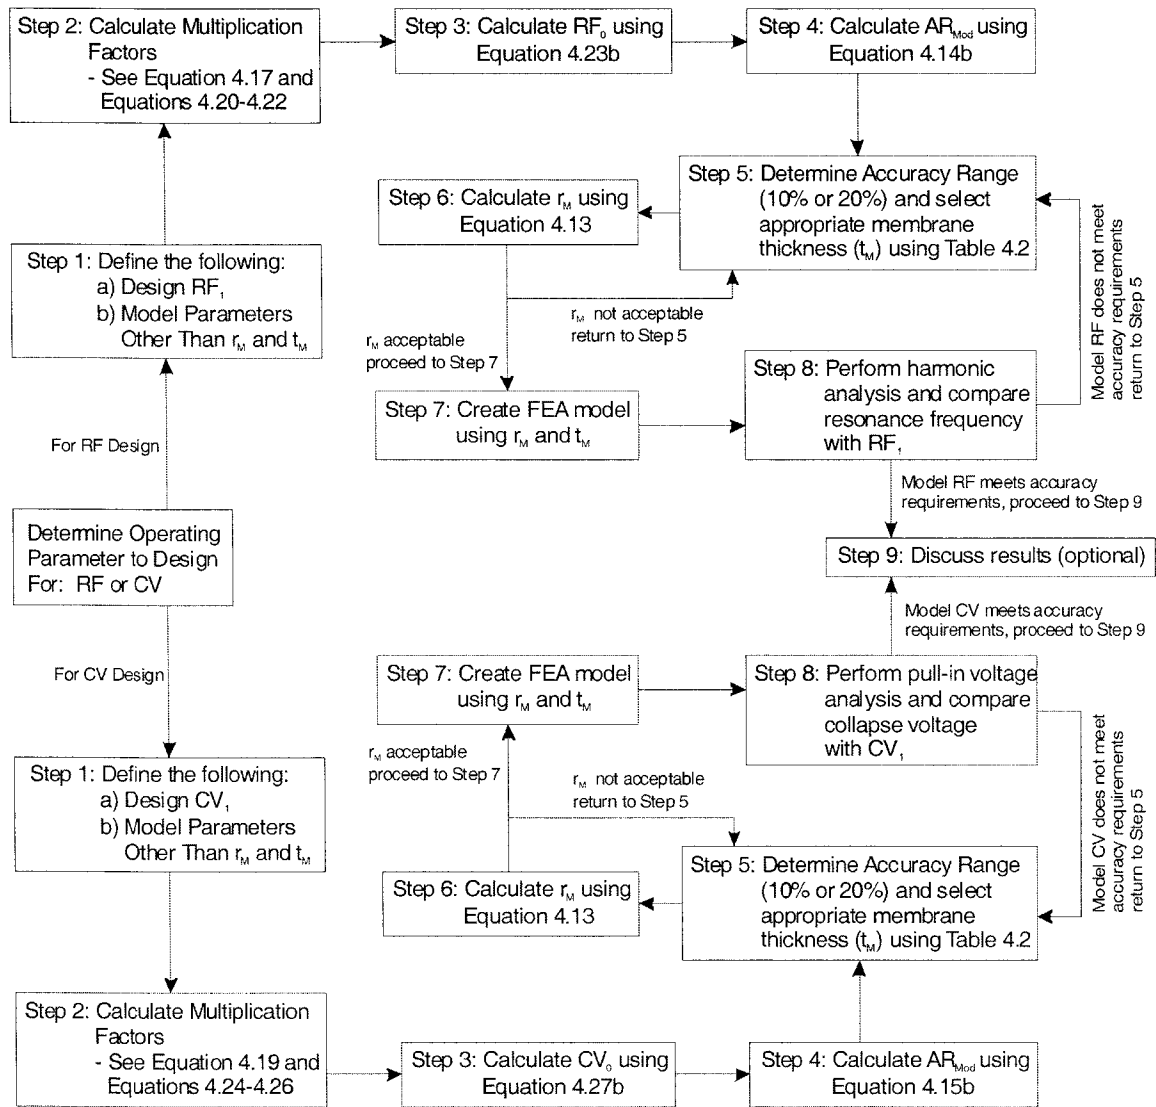 Step 2: Calculate Multiplication
Factors
- See Equation 4.17 and
Equations 4.20-4.22
Step 3: Calculate RF₀ using
Equation 4.23b
Step 4: Calculate AR_Mod using
Equation 4.14b
Step 5: Determine Accuracy Range
(10% or 20%) and select
appropriate membrane
thickness (t_M) using Table 4.2
Step 6: Calculate r_M using
Equation 4.13
Model RF does not meet
accuracy requirements
return to Step 5
Step 1: Define the following:
a) Design RF₁
b) Model Parameters
Other Than r_M and t_M
r_M not acceptable
return to Step 5
r_M acceptable
proceed to Step 7
Step 7: Create FEA model
using r_M and t_M
Step 8: Perform harmonic
analysis and compare
resonance frequency
with RF₁
For RF Design
Model RF meets accuracy
requirements, proceed to Step 9
Determine Operating
Parameter to Design
For: RF or CV
Step 9: Discuss results (optional)
Model CV meets accuracy
requirements, proceed to Step 9
For CV Design
Step 7: Create FEA model
using r_M and t_M
Step 8: Perform pull-in voltage
analysis and compare
collapse voltage
with CV₁
r_M acceptable
proceed to Step 7
r_M not acceptable
return to Step 5
Model CV does not meet
accuracy requirements
return to Step 5
Step 1: Define the following:
a) Design CV₁
b) Model Parameters
Other Than r_M and t_M
Step 6: Calculate r_M using
Equation 4.13
Step 5: Determine Accuracy Range
(10% or 20%) and select
appropriate membrane
thickness (t_M) using Table 4.2
Step 2: Calculate Multiplication
Factors
- See Equation 4.19 and
Equations 4.24-4.26
Step 3: Calculate CV₀ using
Equation 4.27b
Step 4: Calculate AR_Mod using
Equation 4.15b